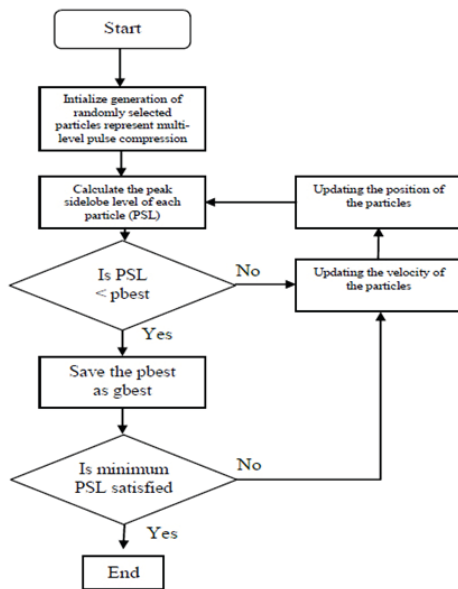 Start
Intialize generation of
randomly selected
particles represent multi-
level pulse compression
Calculate the peak
sidelobe level of each
particle (PSL)
Updating the position of
the particles
Is PSL
< pbest
No
Updating the velocity of
the particles
Yes
Save the pbest
as gbest
Is minimum
PSL satisfied
No
Yes
End